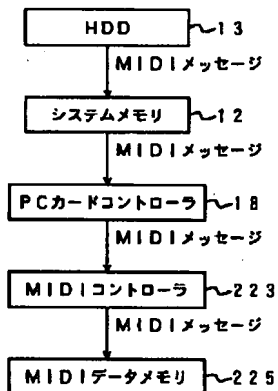 HDD 13
MIDIメッセージ
システムメモリ 12
MIDIメッセージ
PCカードコントローラ 18
MIDIメッセージ
MIDIコントローラ 223
MIDIメッセージ
MIDIデータメモリ 225